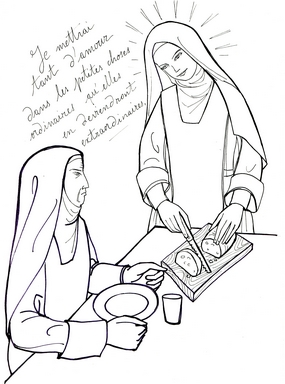 Je mettrai
tant d'amour
dans les petites choses
ordinaires qu'elles
en deviendront
extraordinaires.